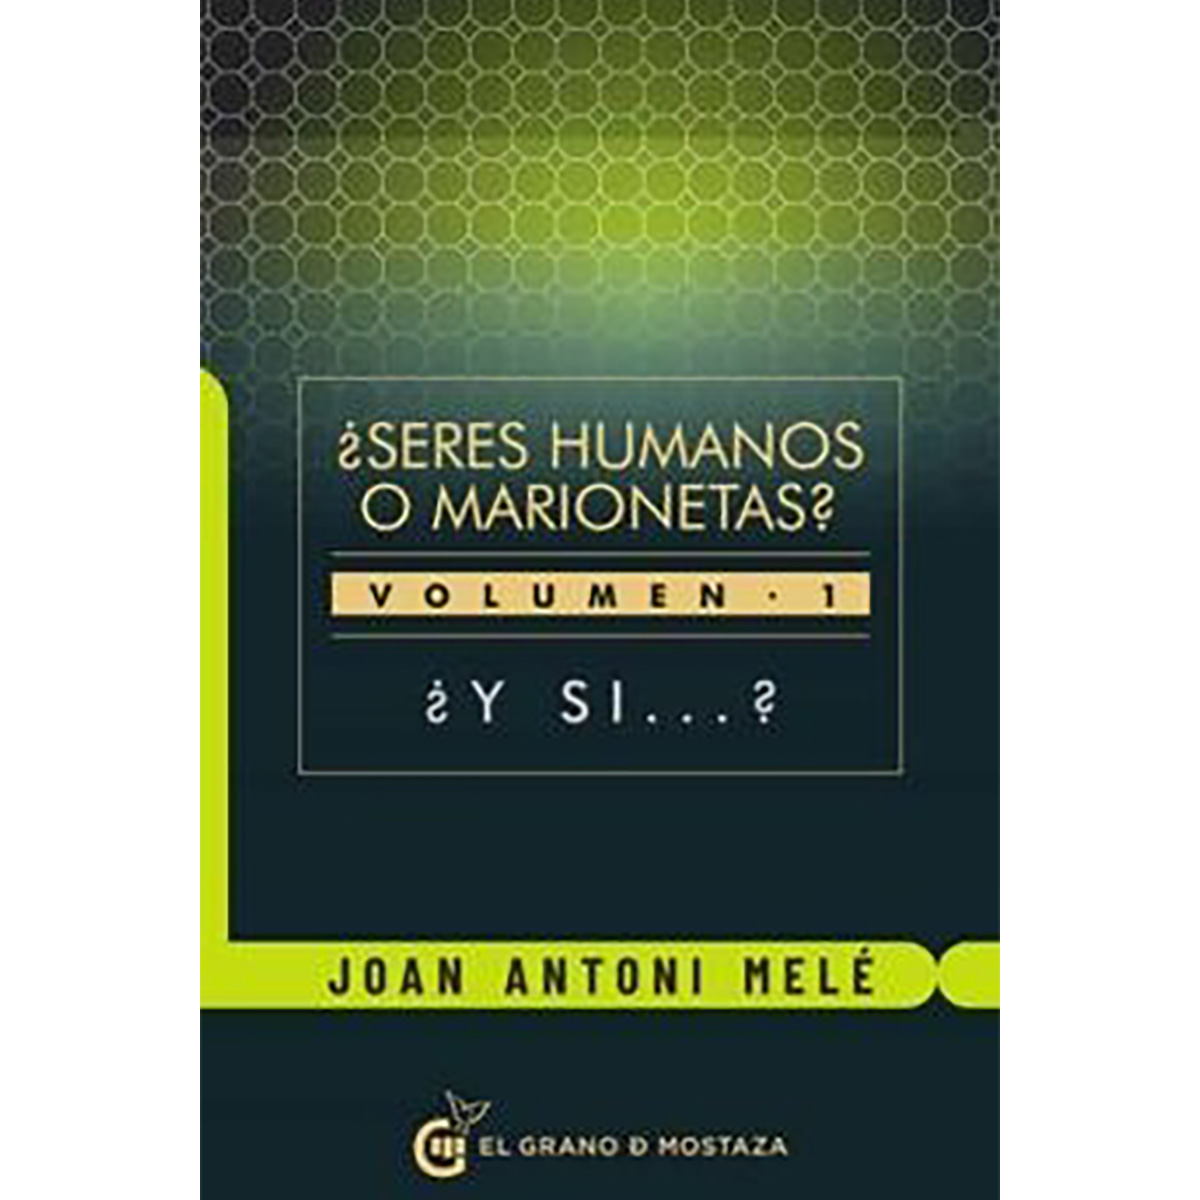 ¿SERES HUMANOS
O MARIONETAS?
VOLUMEN · 1
¿Y SI...?
JOAN ANTONI MELÉ
EL GRANO D MOSTAZA